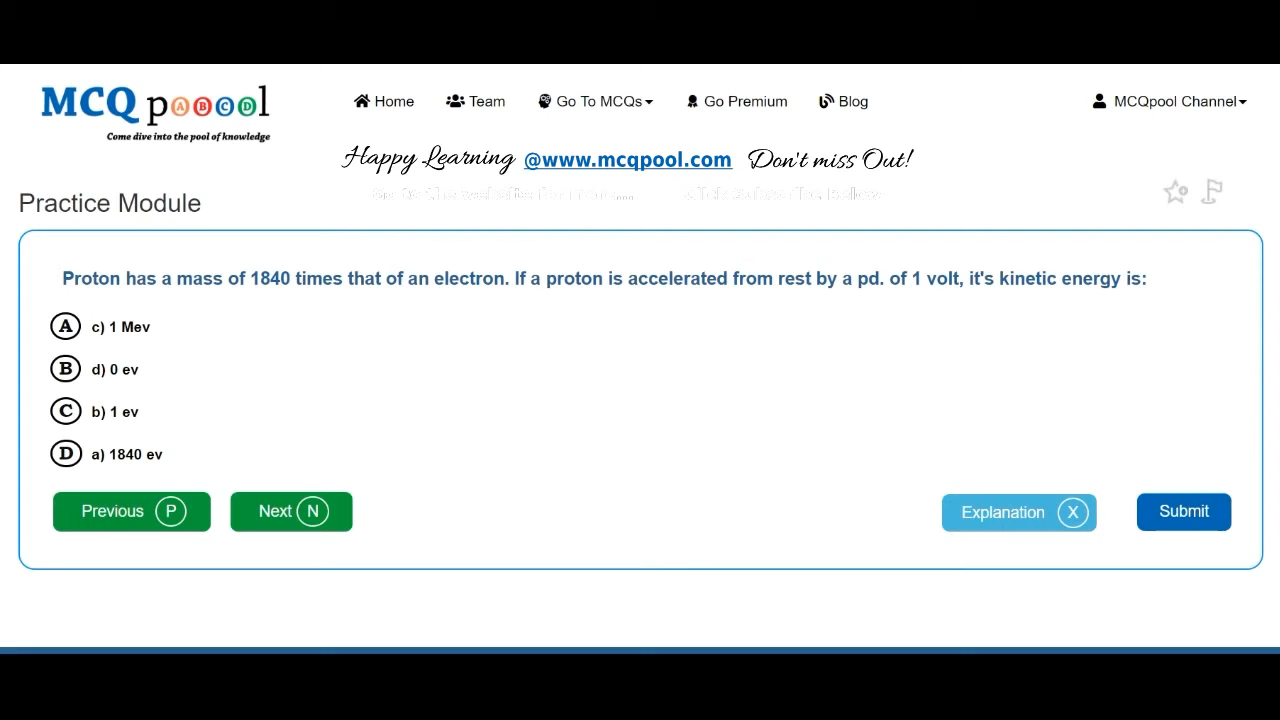 MCQ pooool
Come dive into the pool of knowledge
Home Team Go To MCQs Go Premium Blog MCQpool Channel
Happy Learning @www.mcqpool.com Don't miss Out!
Practice Module
Proton has a mass of 1840 times that of an electron. If a proton is accelerated from rest by a pd. of 1 volt, it's kinetic energy is:
A c) 1 Mev
B d) 0 ev
C b) 1 ev
D a) 1840 ev
Previous P Next N Explanation X Submit